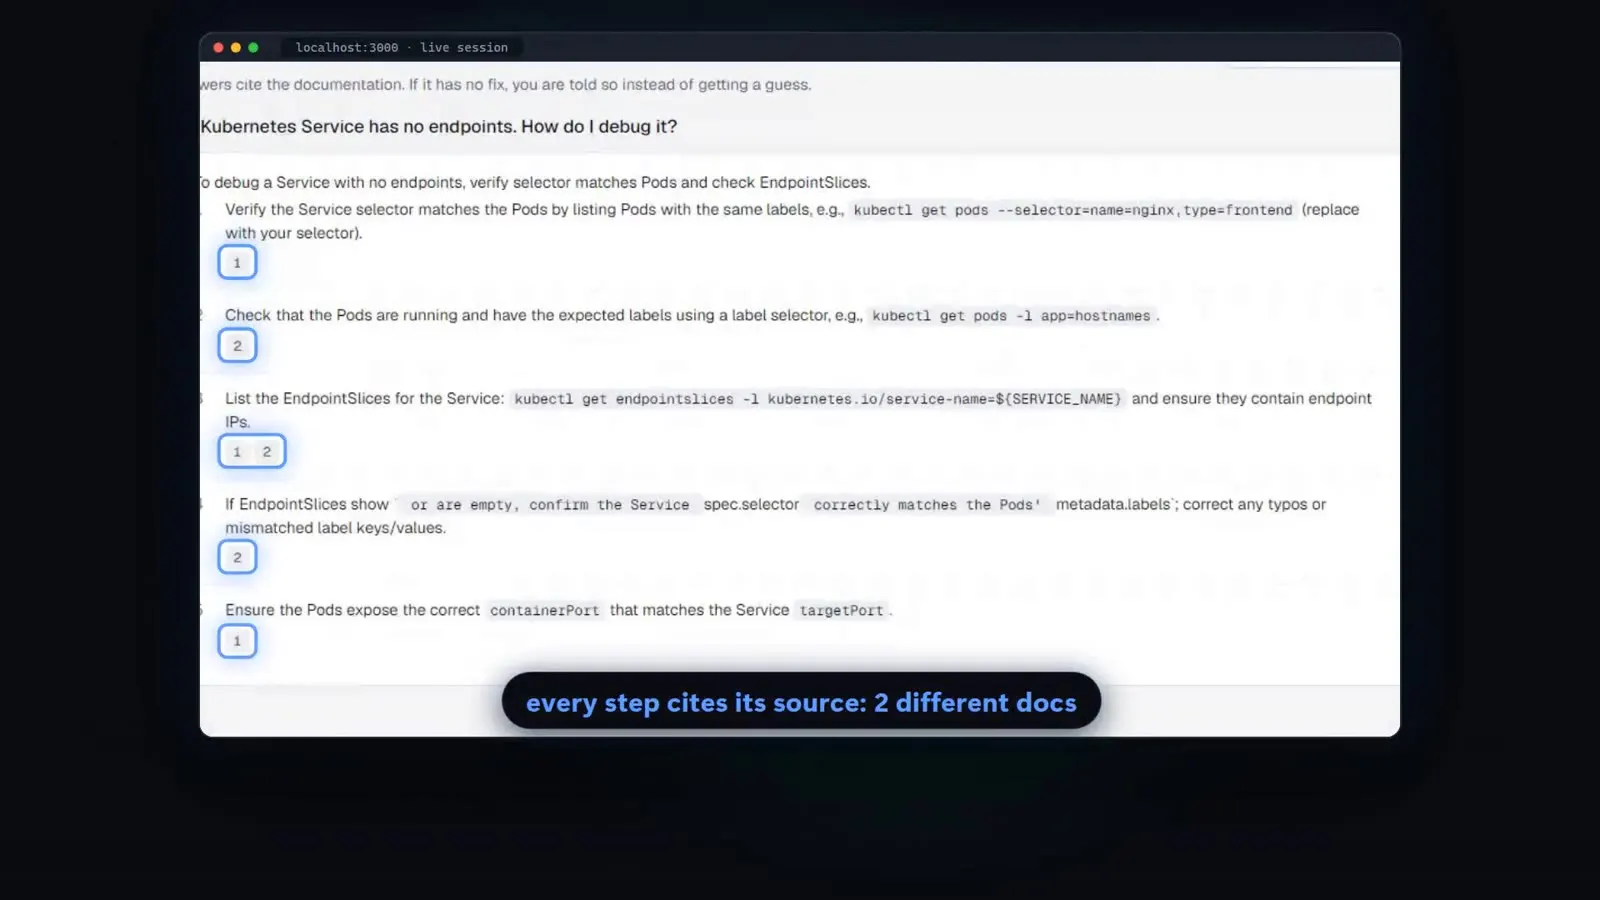 localhost:3000 · live session
wers cite the documentation. If it has no fix, you are told so instead of getting a guess.
Kubernetes Service has no endpoints. How do I debug it?
To debug a Service with no endpoints, verify selector matches Pods and check EndpointSlices.
Verify the Service selector matches the Pods by listing Pods with the same labels, e.g., kubectl get pods --selector=name=nginx,type=frontend (replace
with your selector).
1
2 Check that the Pods are running and have the expected labels using a label selector, e.g., kubectl get pods -l app=hostnames .
2
3 List the EndpointSlices for the Service: kubectl get endpointslices -l kubernetes.io/service-name=${SERVICE_NAME} and ensure they contain endpoint
IPs.
1 2
4 If EndpointSlices show ` or are empty, confirm the Service spec.selector correctly matches the Pods' metadata.labels`; correct any typos or
mismatched label keys/values.
2
5 Ensure the Pods expose the correct containerPort that matches the Service targetPort .
1
every step cites its source: 2 different docs